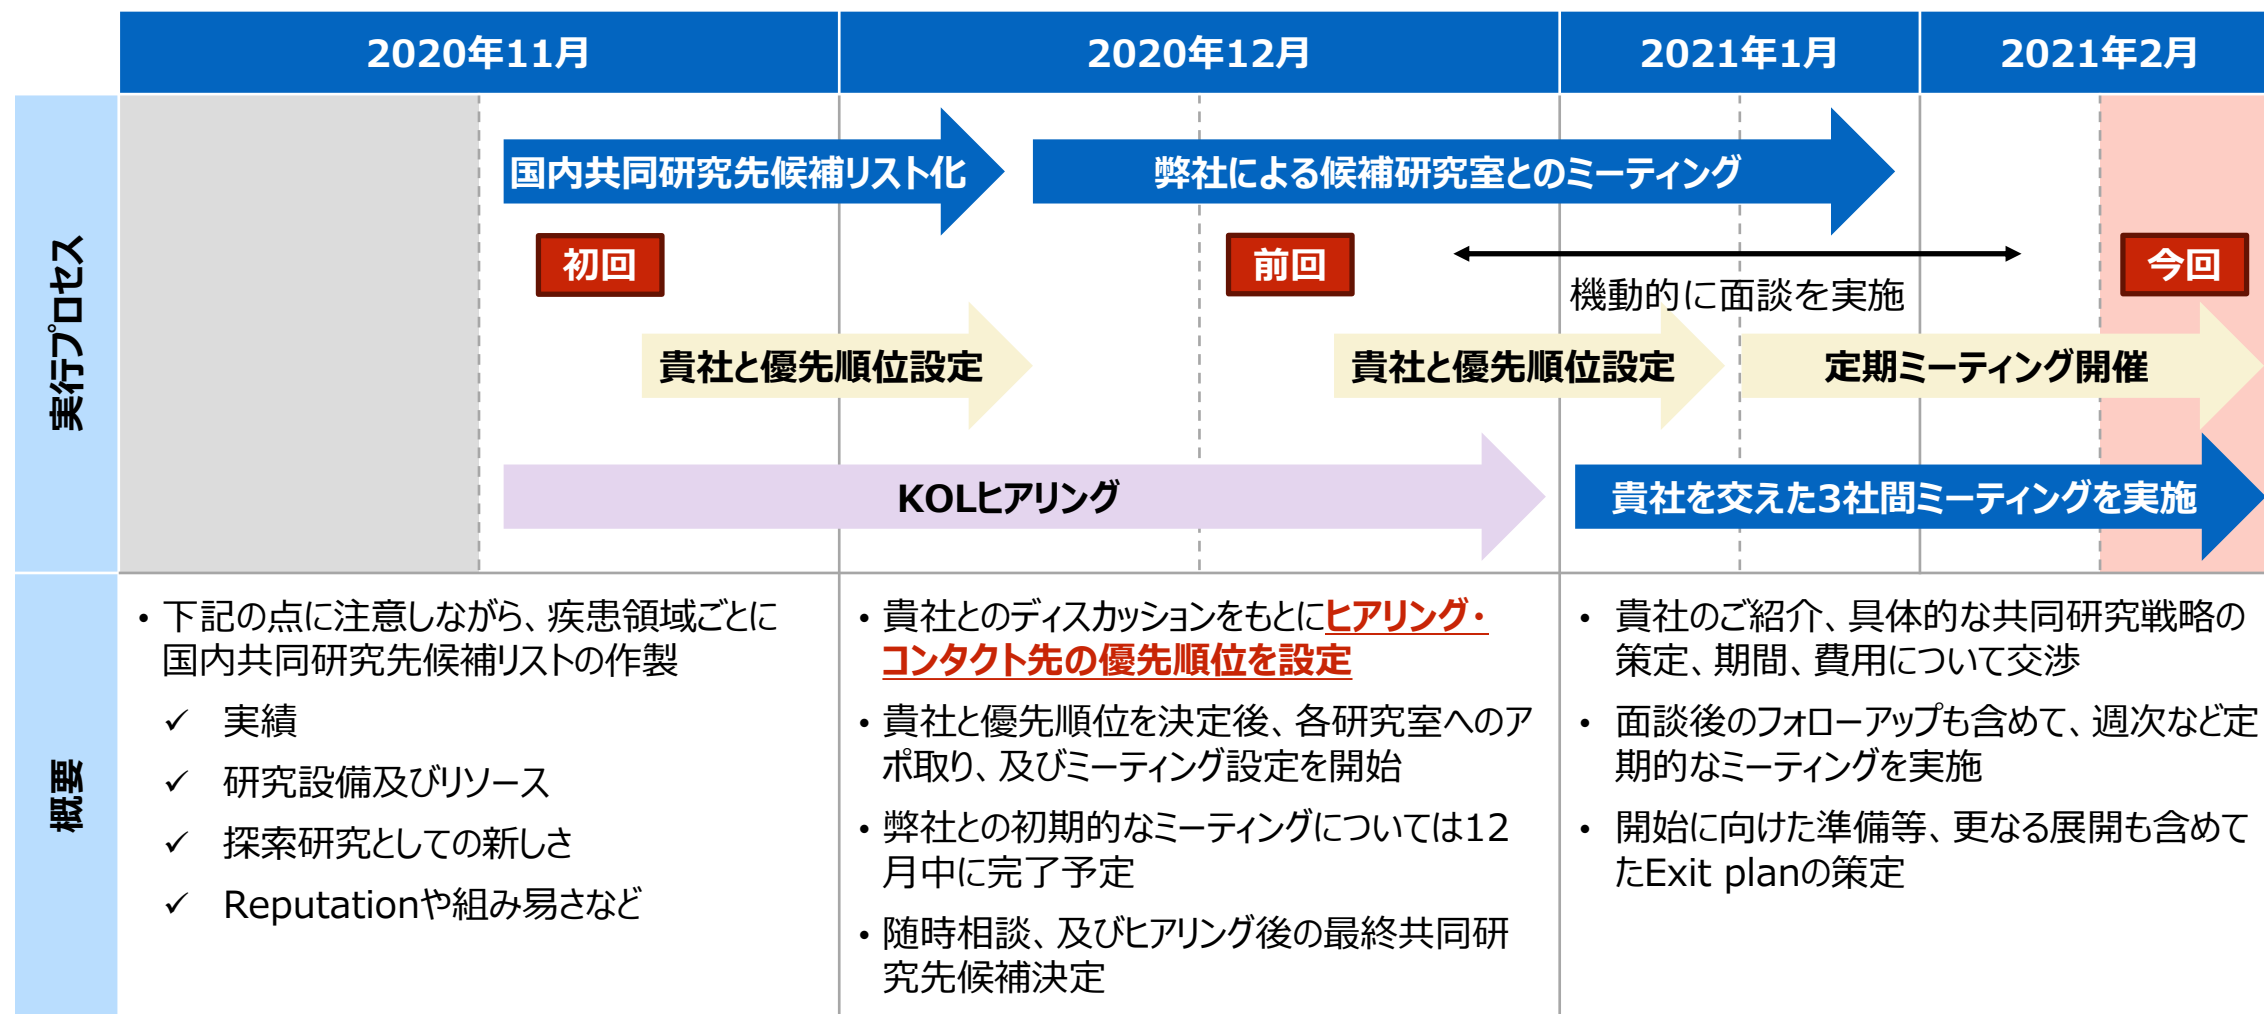 2020年11月
2020年12月
2021年1月
2021年2月
実行プロセス
国内共同研究先候補リスト化
弊社による候補研究室とのミーティング
初回
前回
今回
機動的に面談を実施
貴社と優先順位設定
貴社と優先順位設定
定期ミーティング開催
KOLヒアリング
貴社を交えた3社間ミーティングを実施
概要
• 下記の点に注意しながら、疾患領域ごとに
国内共同研究先候補リストの作製
✓ 実績
✓ 研究設備及びリソース
✓ 探索研究としての新しさ
✓ Reputationや組み易さなど
• 貴社とのディスカッションをもとにヒアリング・
コンタクト先の優先順位を設定
• 貴社と優先順位を決定後、各研究室へのア
ポ取り、及びミーティング設定を開始
• 弊社との初期的なミーティングについては12
月中に完了予定
• 随時相談、及びヒアリング後の最終共同研
究先候補決定
• 貴社のご紹介、具体的な共同研究戦略の
策定、期間、費用について交渉
• 面談後のフォローアップも含めて、週次など定
期的なミーティングを実施
• 開始に向けた準備等、更なる展開も含めて
たExit planの策定